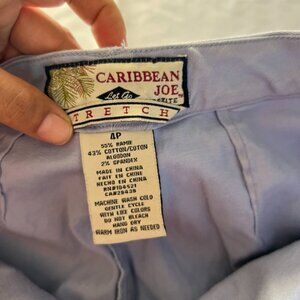 CARIBBEAN
JOE
Let Go
PETITE
STRETCH
4P
55% RAMIE
43% COTTON/COTON
ALGODON
2% SPANDEX
MADE IN CHINA
FAIT EN CHINE
HECHO EN CHINA
RN#104521
CA#28438
MACHINE WASH COLD
GENTLE CYCLE
WITH LIKE COLORS
DO NOT BLEACH
HANG DRY
WARM IRON AS NEEDED